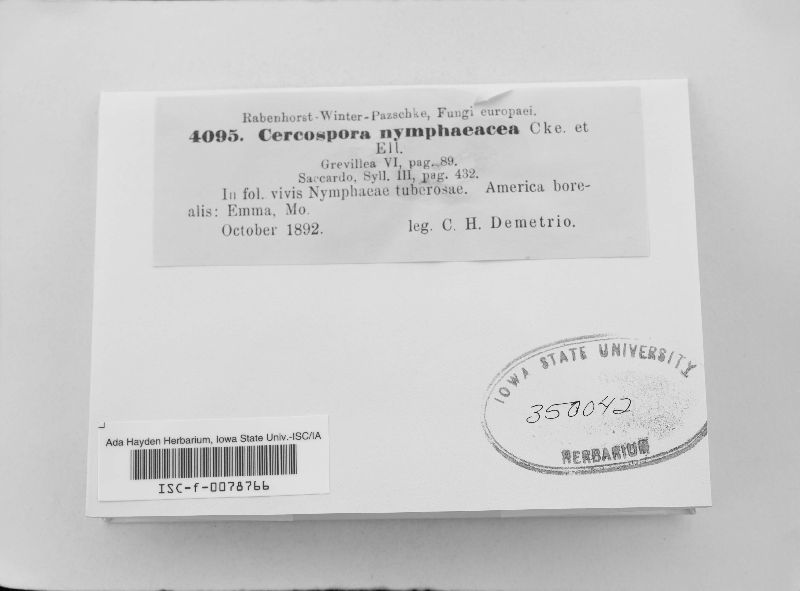 Rabenhorst-Winter-Pazschke, Fungi europaei.
4095. Cercospora nymphaeacea Cke. et
Ell.
Grevillea VI, pag. 89.
Saccardo, Syll. III, pag. 432.
In fol. vivis Nymphaeae tuberosae. America bore-
alis: Emma, Mo.
October 1892. leg. C. H. Demetrio.
IOWA STATE UNIVERSITY
350042
HERBARIUM
Ada Hayden Herbarium, Iowa State Univ.-ISC/IA
ISC-f-0078766